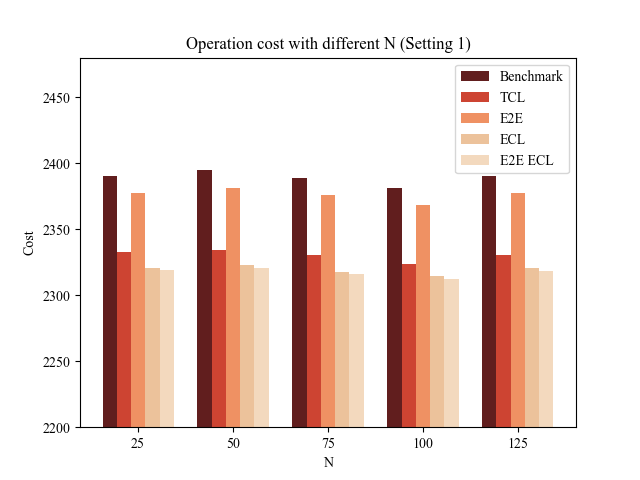 Operation cost with different N (Setting 1)
Benchmark
TCL
E2E
ECL
E2E ECL
Cost
2450
2400
2350
2300
2250
2200
25 50 75 100 125
N